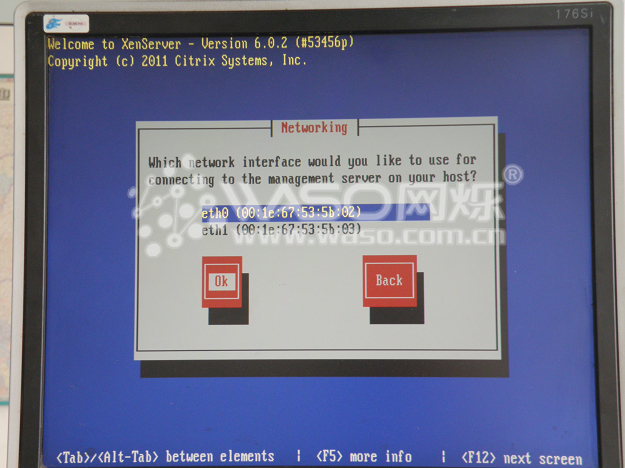 176Si
Welcome to XenServer - Version 6.0.2 (#53456p)
Copyright (c) 2011 Citrix Systems, Inc.
Networking
Which network interface would you like to use for
connecting to the management server on your host?
eth0 (00:1e:67:53:5b:02)
eth1 (00:1e:67:53:5b:03)
WASO网烁®
www.waso.com.cn
Ok
Back
<Tab>/<Alt-Tab> between elements | <F5> more info | <F12> next screen